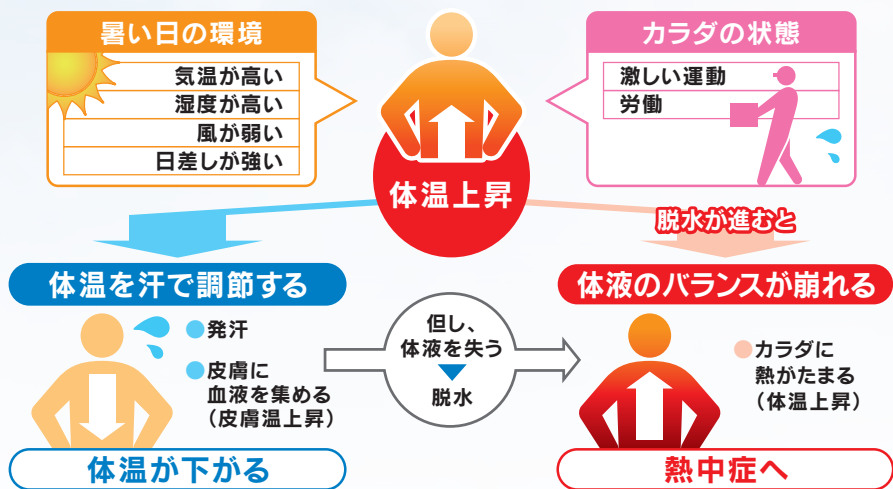 暑い日の環境
気温が高い
湿度が高い
風が弱い
日差しが強い
カラダの状態
激しい運動
労働
体温上昇
脱水が進むと
体温を汗で調節する
発汗
皮膚に
血液を集める
（皮膚温上昇）
体温が下がる
但し、
体液を失う
脱水
体液のバランスが崩れる
カラダに
熱がたまる
（体温上昇）
熱中症へ